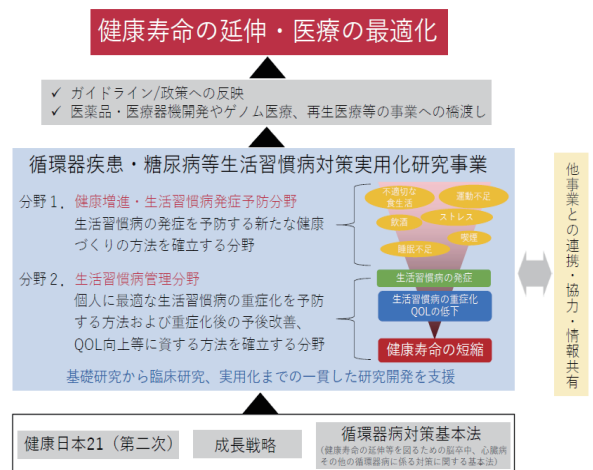 健康寿命の延伸・医療の最適化
✓ ガイドライン/政策への反映
✓ 医薬品・医療器機開発やゲノム医療、再生医療等の事業への橋渡し
循環器疾患・糖尿病等生活習慣病対策実用化研究事業
分野1. 健康増進・生活習慣病発症予防分野
生活習慣病の発症を予防する新たな健康
づくりの方法を確立する分野
分野2. 生活習慣病管理分野
個人に最適な生活習慣病の重症化を予防
する方法および重症化後の予後改善、
QOL向上等に資する方法を確立する分野
不適切な
食生活
運動不足
飲酒
ストレス
喫煙
睡眠不足
生活習慣病の発症
生活習慣病の重症化
QOLの低下
健康寿命の短縮
基礎研究から臨床研究、実用化までの一貫した研究開発を支援
他事業との連携・協力・情報共有
健康日本21（第二次）
成長戦略
循環器病対策基本法
(健康寿命の延伸等を図るための脳卒中、心臓病
その他の循環器病に係る対策に関する基本法)